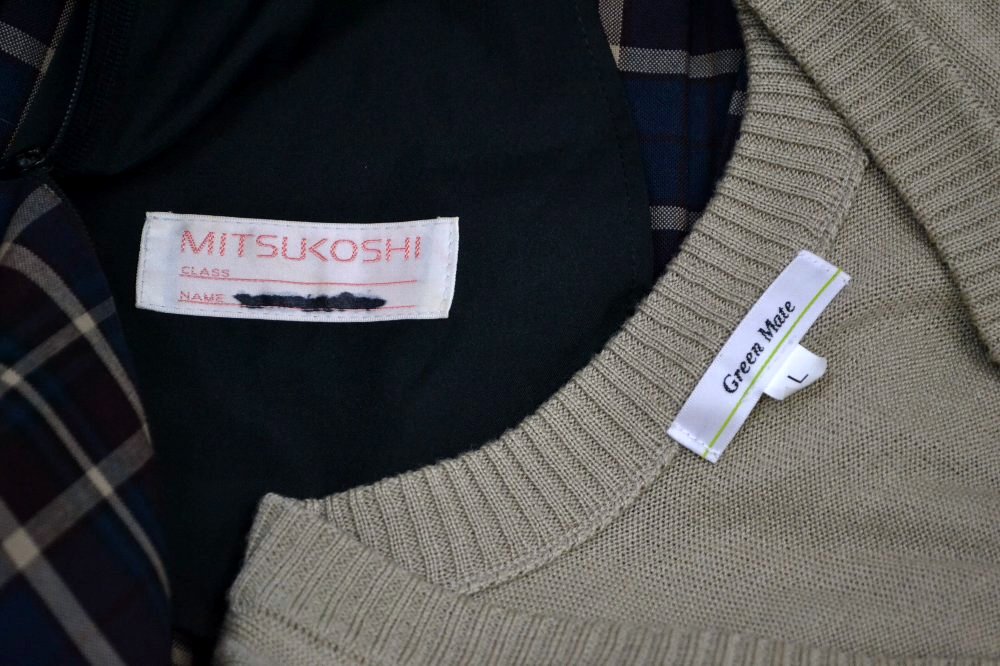 MITSUKOSHI
CLASS
NAME
Green Mate
L